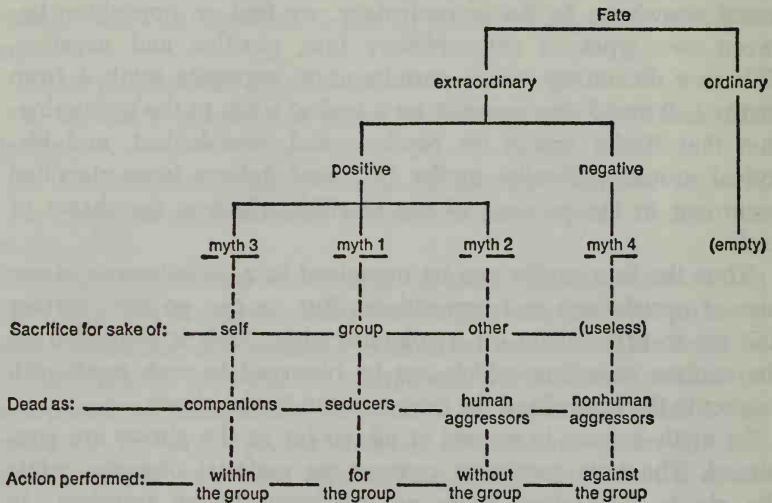 Fate
extraordinary ordinary
positive negative
myth 3 myth 1 myth 2 myth 4 (empty)
Sacrifice for sake of: self group other (useless)
Dead as: companions seducers human nonhuman
aggressors aggressors
Action performed: within for without against
the group the group the group the group